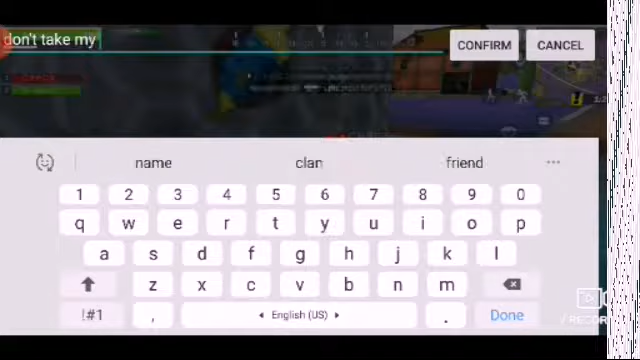 don't take my
CONFIRM
CANCEL
name
clan
friend
1 2 3 4 5 6 7 8 9 0
q w e r t y u i o p
a s d f g h j k l
z x c v b n m
!#1 , English (US) . Done
RECOR